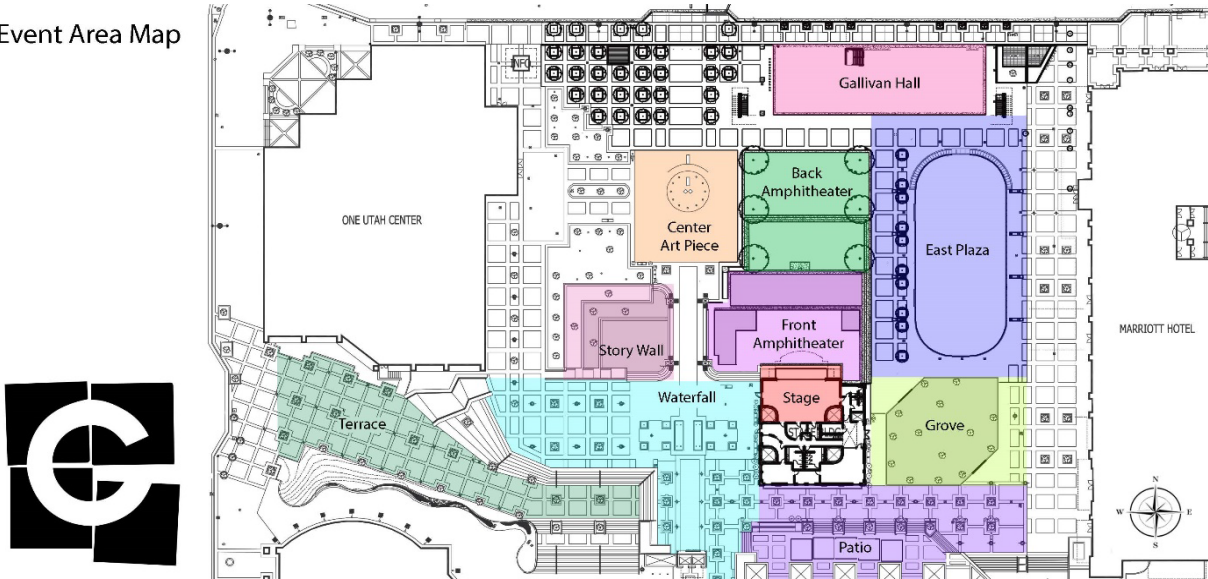 Event Area Map
INFO
Gallivan Hall
Back
Amphitheater
ONE UTAH CENTER
Center
Art Piece
East Plaza
MARRIOTT HOTEL
Front
Amphitheater
Story Wall
Waterfall
Stage
Terrace
Grove
N
W E
S
Patio